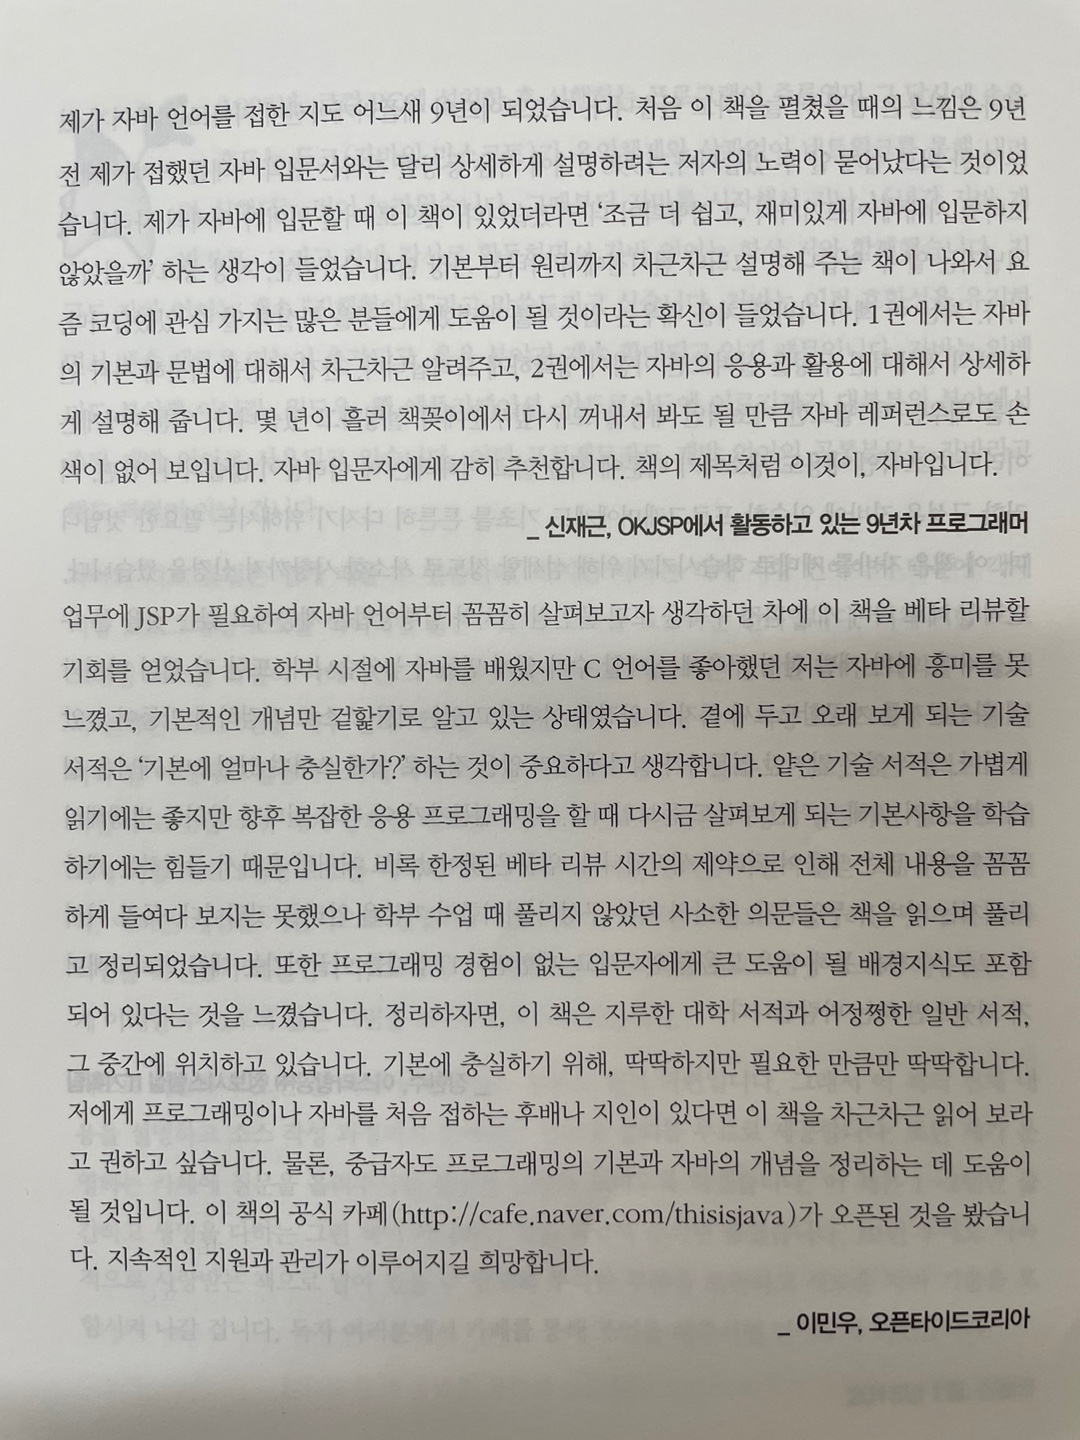 제가 자바 언어를 접한 지도 어느새 9년이 되었습니다. 처음 이 책을 펼쳤을 때의 느낌은 9년
전 제가 접했던 자바 입문서와는 달리 상세하게 설명하려는 저자의 노력이 묻어났다는 것이었
습니다. 제가 자바에 입문할 때 이 책이 있었더라면 ‘조금 더 쉽고, 재미있게 자바에 입문하지
않았을까’ 하는 생각이 들었습니다. 기본부터 원리까지 차근차근 설명해 주는 책이 나와서 요
즘 코딩에 관심 가지는 많은 분들에게 도움이 될 것이라는 확신이 들었습니다. 1권에서는 자바
의 기본과 문법에 대해서 차근차근 알려주고, 2권에서는 자바의 응용과 활용에 대해서 상세하
게 설명해 줍니다. 몇 년이 흘러 책꽂이에서 다시 꺼내서 봐도 될 만큼 자바 레퍼런스로도 손
색이 없어 보입니다. 자바 입문자에게 감히 추천합니다. 책의 제목처럼 이것이, 자바입니다.
_ 신재근, OKJSP에서 활동하고 있는 9년차 프로그래머
업무에 JSP가 필요하여 자바 언어부터 꼼꼼히 살펴보고자 생각하던 차에 이 책을 베타 리뷰할
기회를 얻었습니다. 학부 시절에 자바를 배웠지만 C 언어를 좋아했던 저는 자바에 흥미를 못
느꼈고, 기본적인 개념만 겉핥기로 알고 있는 상태였습니다. 곁에 두고 오래 보게 되는 기술
서적은 ‘기본에 얼마나 충실한가?’ 하는 것이 중요하다고 생각합니다. 얕은 기술 서적은 가볍게
읽기에는 좋지만 향후 복잡한 응용 프로그래밍을 할 때 다시금 살펴보게 되는 기본사항을 학습
하기에는 힘들기 때문입니다. 비록 한정된 베타 리뷰 시간의 제약으로 인해 전체 내용을 꼼꼼
하게 들여다 보지는 못했으나 학부 수업 때 풀리지 않았던 사소한 의문들은 책을 읽으며 풀리
고 정리되었습니다. 또한 프로그래밍 경험이 없는 입문자에게 큰 도움이 될 배경지식도 포함
되어 있다는 것을 느꼈습니다. 정리하자면, 이 책은 지루한 대학 서적과 어정쩡한 일반 서적,
그 중간에 위치하고 있습니다. 기본에 충실하기 위해, 딱딱하지만 필요한 만큼만 딱딱합니다.
저에게 프로그래밍이나 자바를 처음 접하는 후배나 지인이 있다면 이 책을 차근차근 읽어 보라
고 권하고 싶습니다. 물론, 중급자도 프로그래밍의 기본과 자바의 개념을 정리하는 데 도움이
될 것입니다. 이 책의 공식 카페(http://cafe.naver.com/thisisjava)가 오픈된 것을 봤습니
다. 지속적인 지원과 관리가 이루어지길 희망합니다.
_ 이민우, 오픈타이드코리아